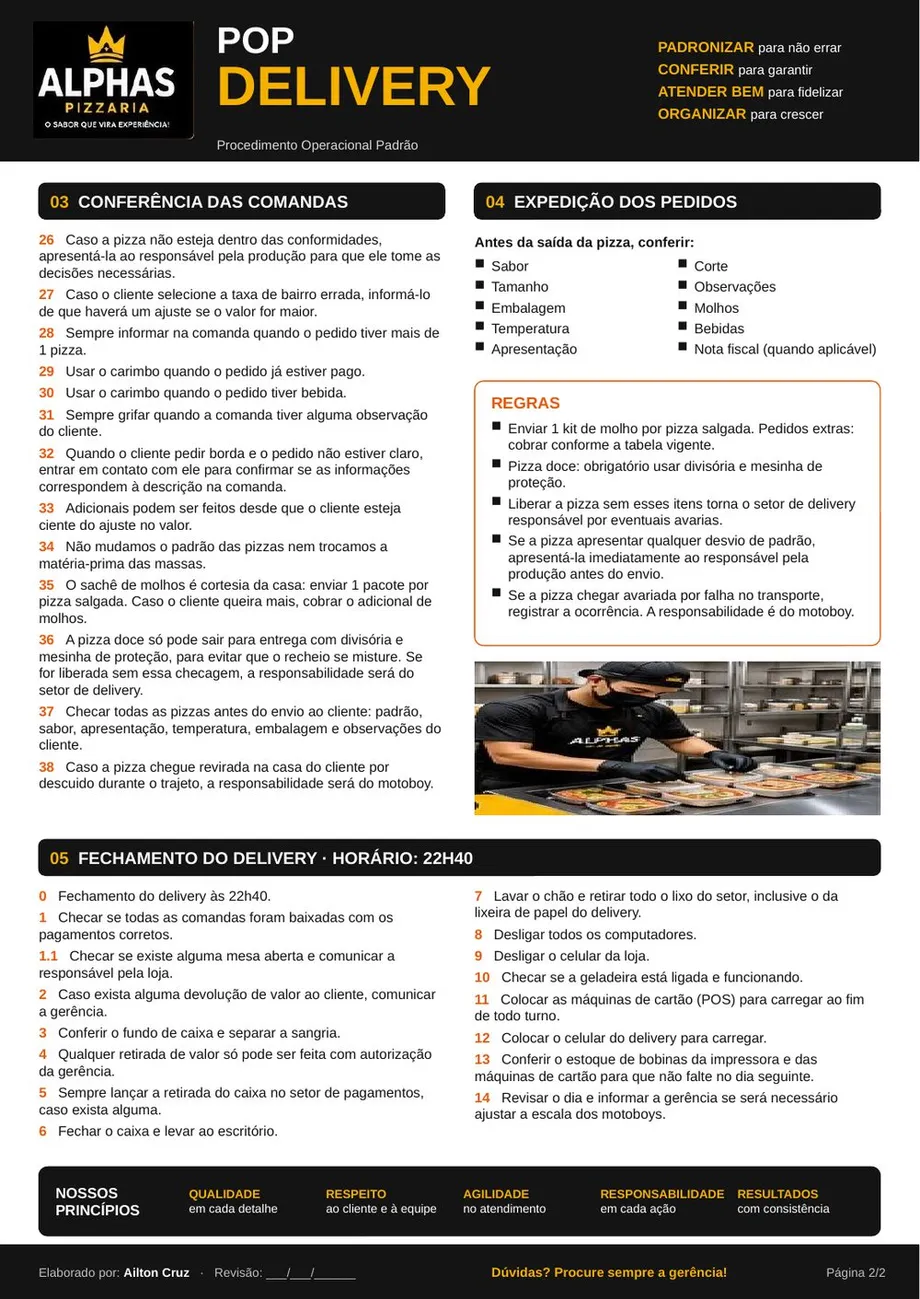 ALPHAS
PIZZARIA
O SABOR QUE VIRA EXPERIÊNCIA!
POP
DELIVERY
Procedimento Operacional Padrão
PADRONIZAR para não errar
CONFERIR para garantir
ATENDER BEM para fidelizar
ORGANIZAR para crescer
03 CONFERÊNCIA DAS COMANDAS
26 Caso a pizza não esteja dentro das conformidades,
apresentá-la ao responsável pela produção para que ele tome as
decisões necessárias.
27 Caso o cliente selecione a taxa de bairro errada, informá-lo
de que haverá um ajuste se o valor for maior.
28 Sempre informar na comanda quando o pedido tiver mais de
1 pizza.
29 Usar o carimbo quando o pedido já estiver pago.
30 Usar o carimbo quando o pedido tiver bebida.
31 Sempre grifar quando a comanda tiver alguma observação
do cliente.
32 Quando o cliente pedir borda e o pedido não estiver claro,
entrar em contato com ele para confirmar se as informações
correspondem à descrição na comanda.
33 Adicionais podem ser feitos desde que o cliente esteja
ciente do ajuste no valor.
34 Não mudamos o padrão das pizzas nem trocamos a
matéria-prima das massas.
35 O sachê de molhos é cortesia da casa: enviar 1 pacote por
pizza salgada. Caso o cliente queira mais, cobrar o adicional de
molhos.
36 A pizza doce só pode sair para entrega com divisória e
mesinha de proteção, para evitar que o recheio se misture. Se
for liberada sem essa checagem, a responsabilidade será do
setor de delivery.
37 Checar todas as pizzas antes do envio ao cliente: padrão,
sabor, apresentação, temperatura, embalagem e observações do
cliente.
38 Caso a pizza chegue revirada na casa do cliente por
descuido durante o trajeto, a responsabilidade será do motoboy.
04 EXPEDIÇÃO DOS PEDIDOS
Antes da saída da pizza, conferir:
■ Sabor
■ Tamanho
■ Embalagem
■ Temperatura
■ Apresentação
■ Corte
■ Observações
■ Molhos
■ Bebidas
■ Nota fiscal (quando aplicável)
REGRAS
■ Enviar 1 kit de molho por pizza salgada. Pedidos extras:
cobrar conforme a tabela vigente.
■ Pizza doce: obrigatório usar divisória e mesinha de
proteção.
■ Liberar a pizza sem esses itens torna o setor de delivery
responsável por eventuais avarias.
■ Se a pizza apresentar qualquer desvio de padrão,
apresentá-la imediatamente ao responsável pela
produção antes do envio.
■ Se a pizza chegar avariada por falha no transporte,
registrar a ocorrência. A responsabilidade é do motoboy.
ALPHAS
05 FECHAMENTO DO DELIVERY · HORÁRIO: 22H40
0 Fechamento do delivery às 22h40.
1 Checar se todas as comandas foram baixadas com os
pagamentos corretos.
1.1 Checar se existe alguma mesa aberta e comunicar a
responsável pela loja.
2 Caso exista alguma devolução de valor ao cliente, comunicar
a gerência.
3 Conferir o fundo de caixa e separar a sangria.
4 Qualquer retirada de valor só pode ser feita com autorização
da gerência.
5 Sempre lançar a retirada do caixa no setor de pagamentos,
caso exista alguma.
6 Fechar o caixa e levar ao escritório.
7 Lavar o chão e retirar todo o lixo do setor, inclusive o da
lixeira de papel do delivery.
8 Desligar todos os computadores.
9 Desligar o celular da loja.
10 Checar se a geladeira está ligada e funcionando.
11 Colocar as máquinas de cartão (POS) para carregar ao fim
de todo turno.
12 Colocar o celular do delivery para carregar.
13 Conferir o estoque de bobinas da impressora e das
máquinas de cartão para que não falte no dia seguinte.
14 Revisar o dia e informar a gerência se será necessário
ajustar a escala dos motoboys.
NOSSOS
PRINCÍPIOS
QUALIDADE
em cada detalhe
RESPEITO
ao cliente e à equipe
AGILIDADE
no atendimento
RESPONSABILIDADE
em cada ação
RESULTADOS
com consistência
Elaborado por: Ailton Cruz · Revisão: ___/___/______
Dúvidas? Procure sempre a gerência!
Página 2/2